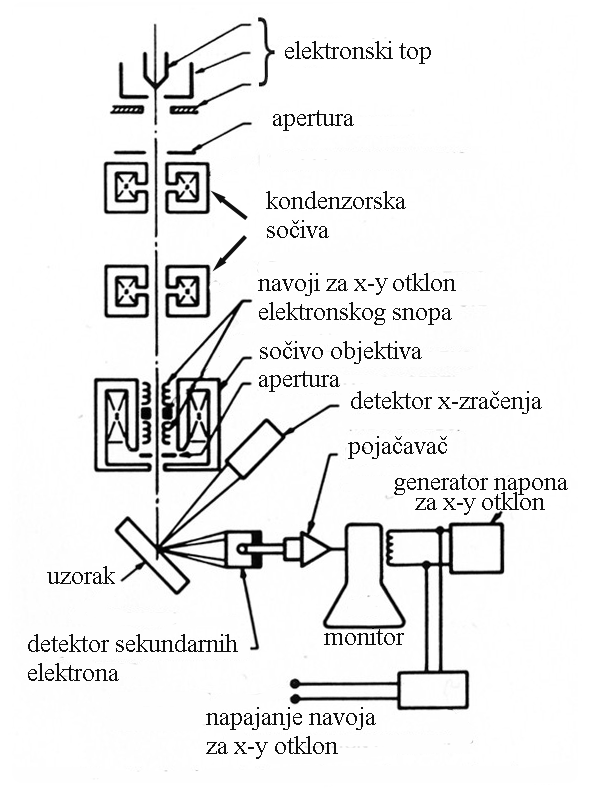 elektronski top
apertura
kondenzorska
sočiva
navoji za x-y otklon
elektronskog snopa
sočivo objektiva
apertura
detektor x-zračenja
pojačavač
generator napona
za x-y otklon
uzorak
monitor
detektor sekundarnih
elektrona
napajanje navoja
za x-y otklon